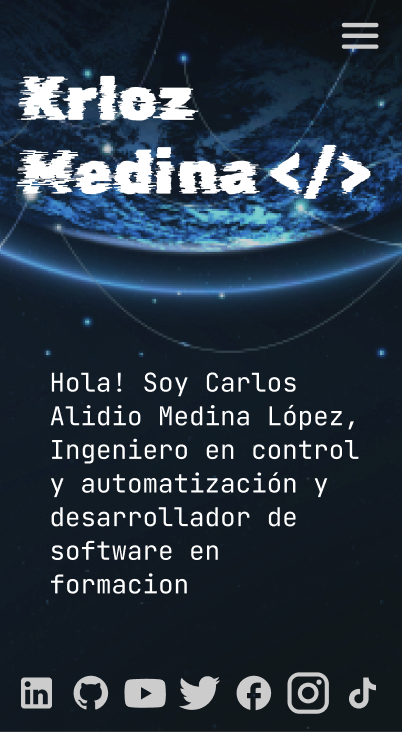 Krloz
Medina </>
Hola! Soy Carlos
Alidio Medina López,
Ingeniero en control
y automatización y
desarrollador de
software en
formacion